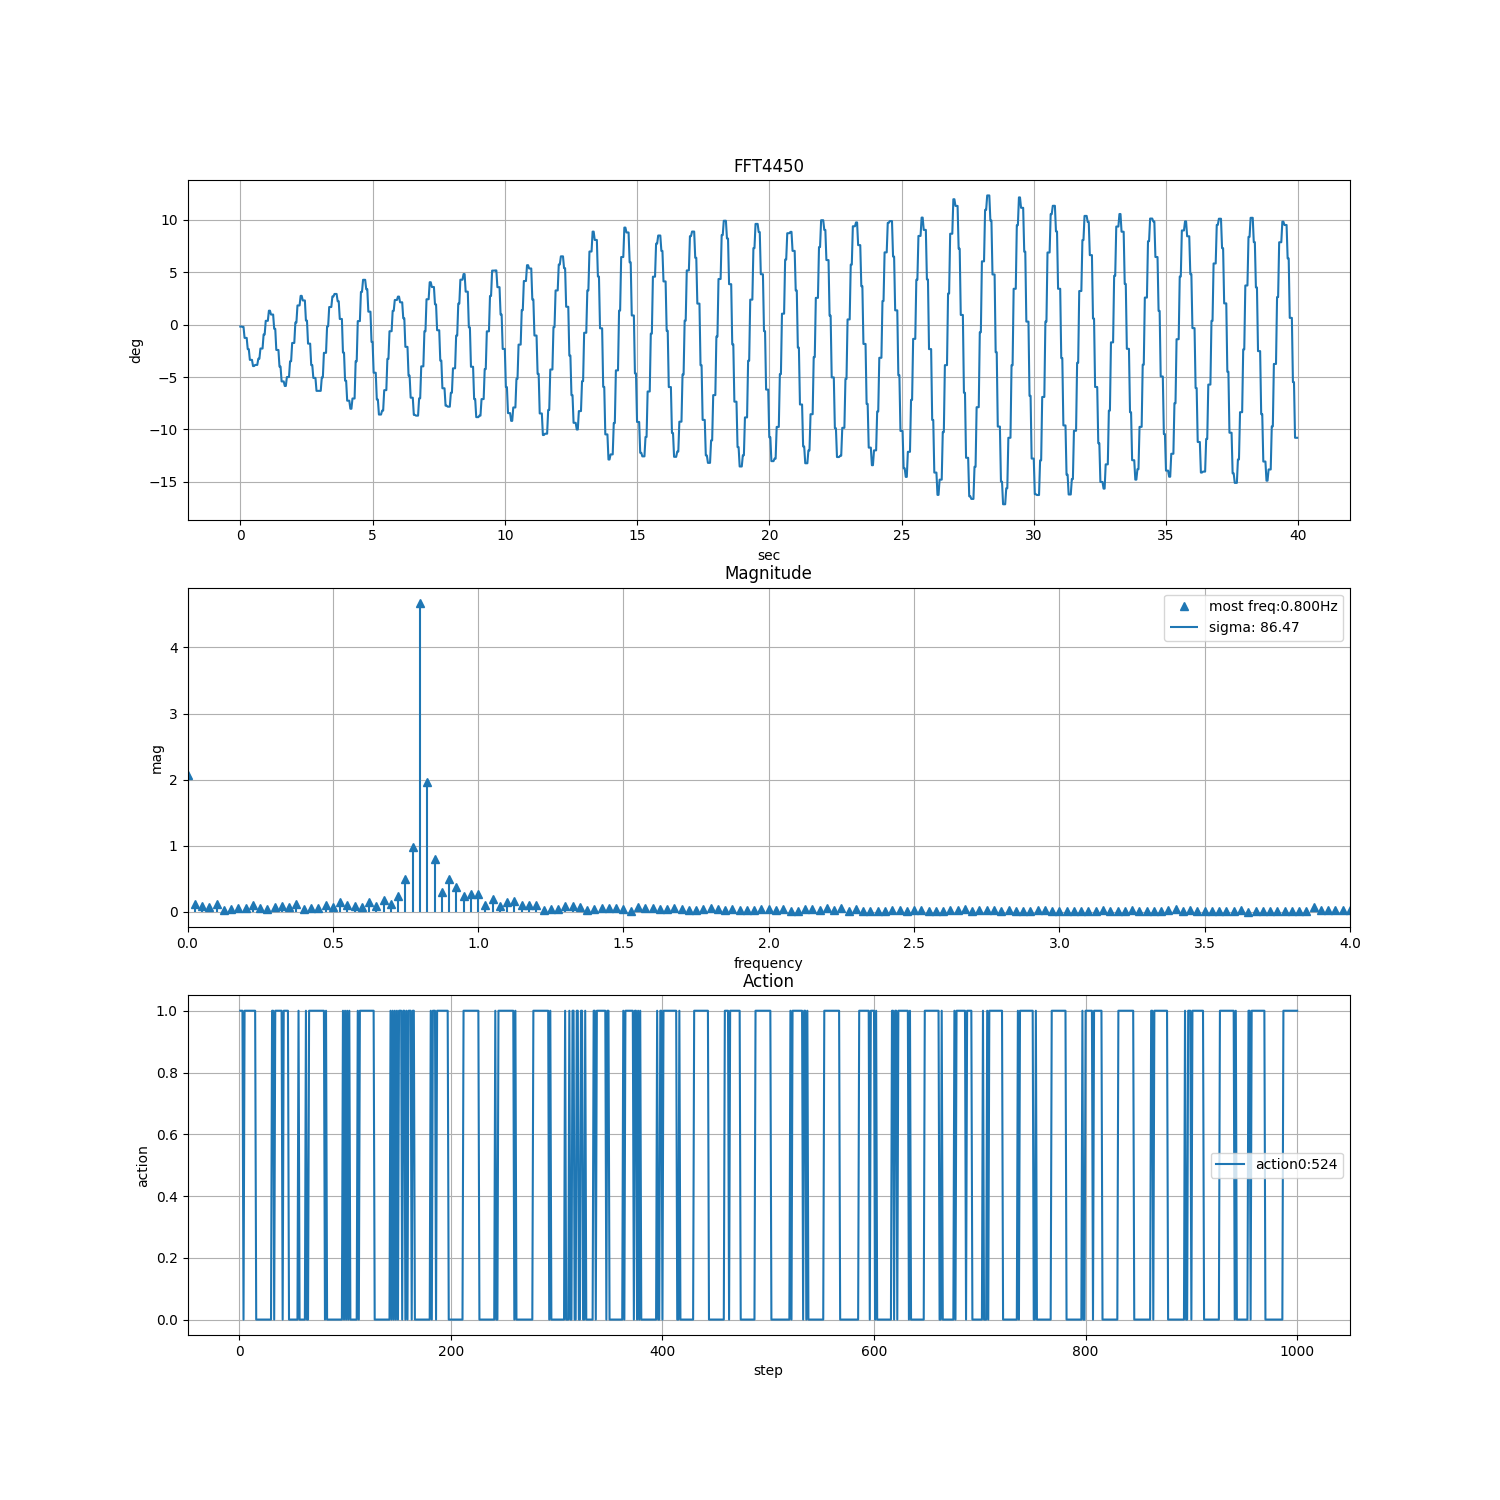 FFT4450
10
5
0
−5
−10
−15
deg
0 5 10 15 20 25 30 35 40
sec
Magnitude
most freq:0.800Hz
sigma: 86.47
4
3
2
1
0
mag
0.0 0.5 1.0 1.5 2.0 2.5 3.0 3.5 4.0
frequency
Action
1.0
0.8
0.6
0.4
0.2
0.0
action
action0:524
0 200 400 600 800 1000
step